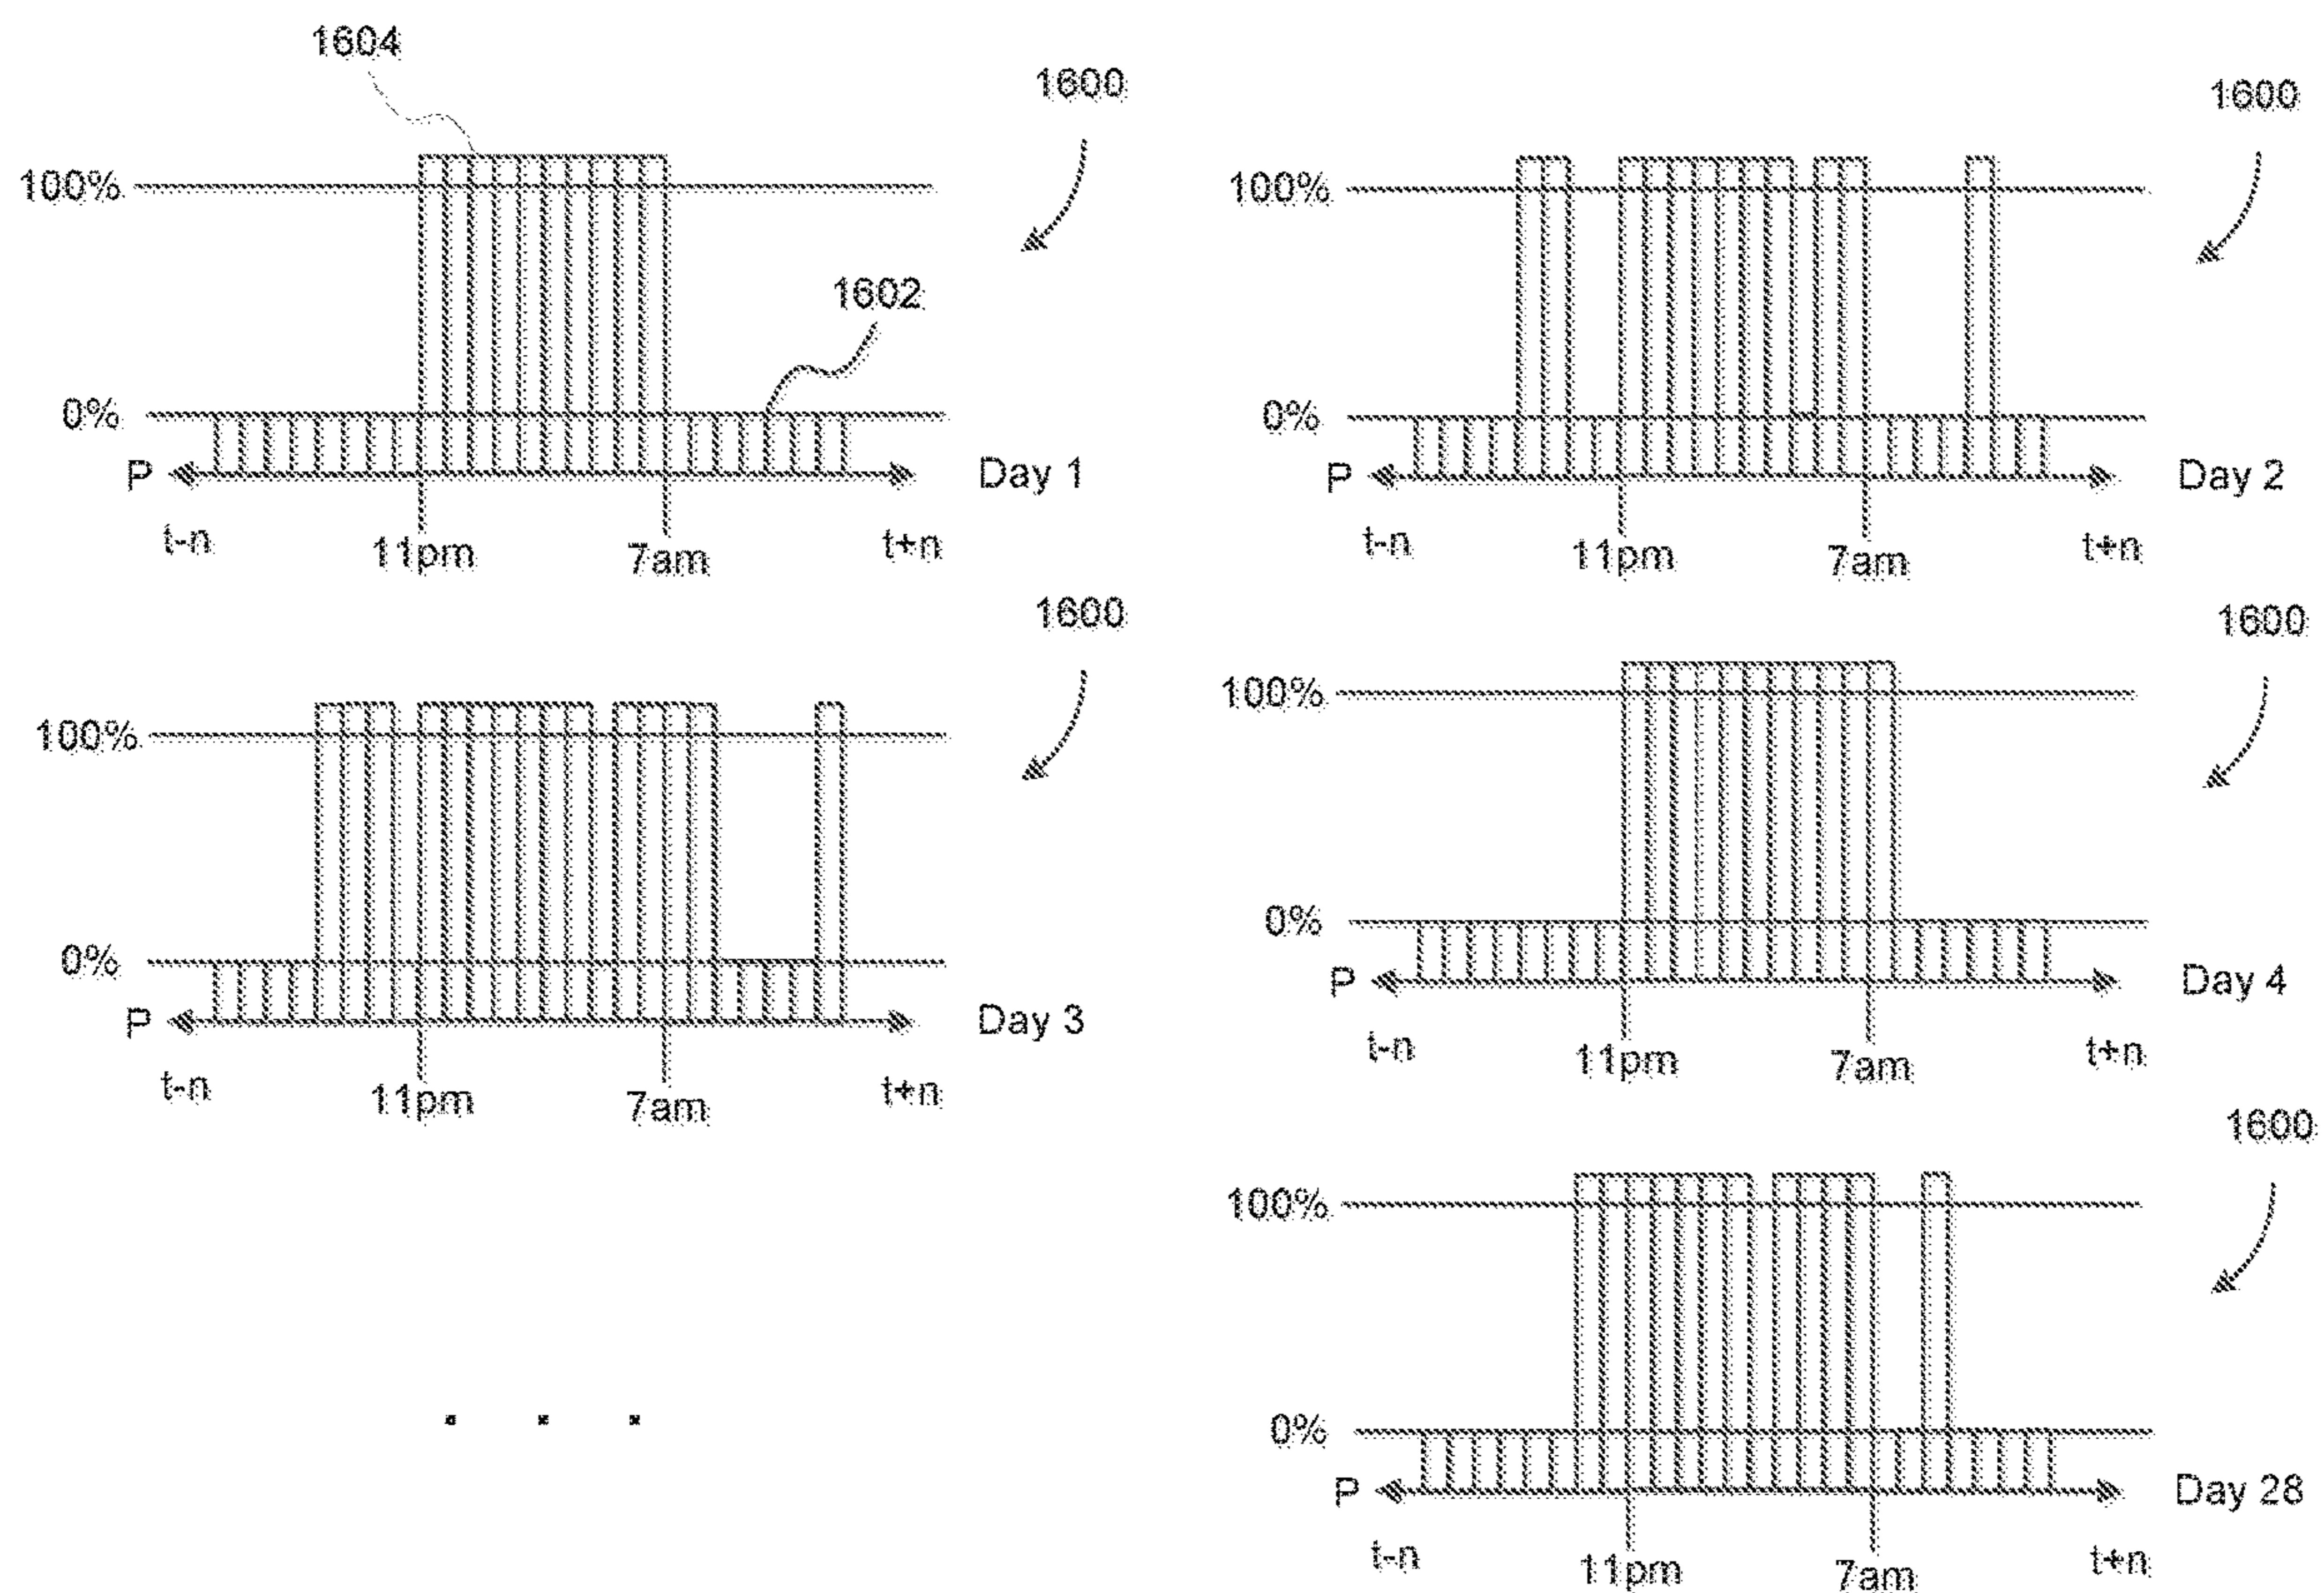 1604
1600
100%
1602
0%
P
Day 1
t-n
11pm
7am
t+n
1600
100%
0%
P
Day 2
t-n
11pm
7am
t+n
1600
100%
0%
P
Day 3
t-n
11pm
7am
t+n
1600
100%
0%
P
Day 4
t-n
11pm
7am
t+n
. . .
1600
100%
0%
P
Day 28
t-n
11pm
7am
t+n